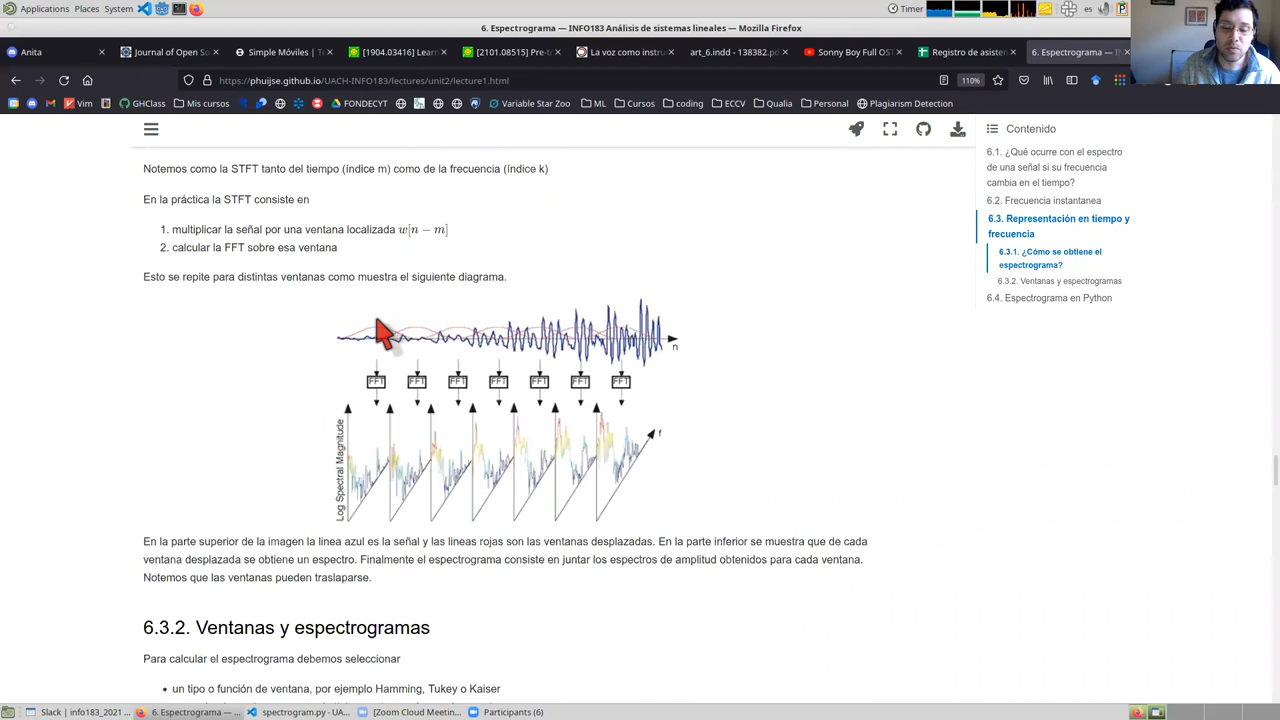 Applications Places System
Espectrograma — INFO183 Análisis de sistemas lineales — Mozilla Firefox
Timer
es
Anita
Journal of Open So
Simple Móviles | T
[1904.03416] Lear
[2101.08515] Pre-t
La voz como instru
art_6.indd - 138382.pd
Sonny Boy Full OST
Registro de asisten
6. Espectrograma —
https://phuijse.github.io/UACH-INFO183/lectures/unit2/lecture1.html
110%
Vim
GHClass
Mis cursos
FONDECYT
Variable Star Zoo
ML
Cursos
coding
ECCV
Qualia
Personal
Plagiarism Detection
Notemos como la STFT tanto del tiempo (índice m) como de la frecuencia (índice k)
En la práctica la STFT consiste en
1. multiplicar la señal por una ventana localizada w[n − m]
2. calcular la FFT sobre esa ventana
Esto se repite para distintas ventanas como muestra el siguiente diagrama.
n
FFT FFT FFT FFT FFT FFT FFT
Log Spectral Magnitude
f
En la parte superior de la imagen la linea azul es la señal y las lineas rojas son las ventanas desplazadas. En la parte inferior se muestra que de cada
ventana desplazada se obtiene un espectro. Finalmente el espectrograma consiste en juntar los espectros de amplitud obtenidos para cada ventana.
Notemos que las ventanas pueden traslaparse.
6.3.2. Ventanas y espectrogramas
Para calcular el espectrograma debemos seleccionar
• un tipo o función de ventana, por ejemplo Hamming, Tukey o Kaiser
Contenido
6.1. ¿Qué ocurre con el espectro
de una señal si su frecuencia
cambia en el tiempo?
6.2. Frecuencia instantanea
6.3. Representación en tiempo y
frecuencia
6.3.1. ¿Cómo se obtiene el
espectrograma?
6.3.2. Ventanas y espectrogramas
6.4. Espectrograma en Python
Slack | info183_2021 ...
6. Espectrograma — ...
spectrogram.py - UA...
[Zoom Cloud Meetin...
Participants (6)